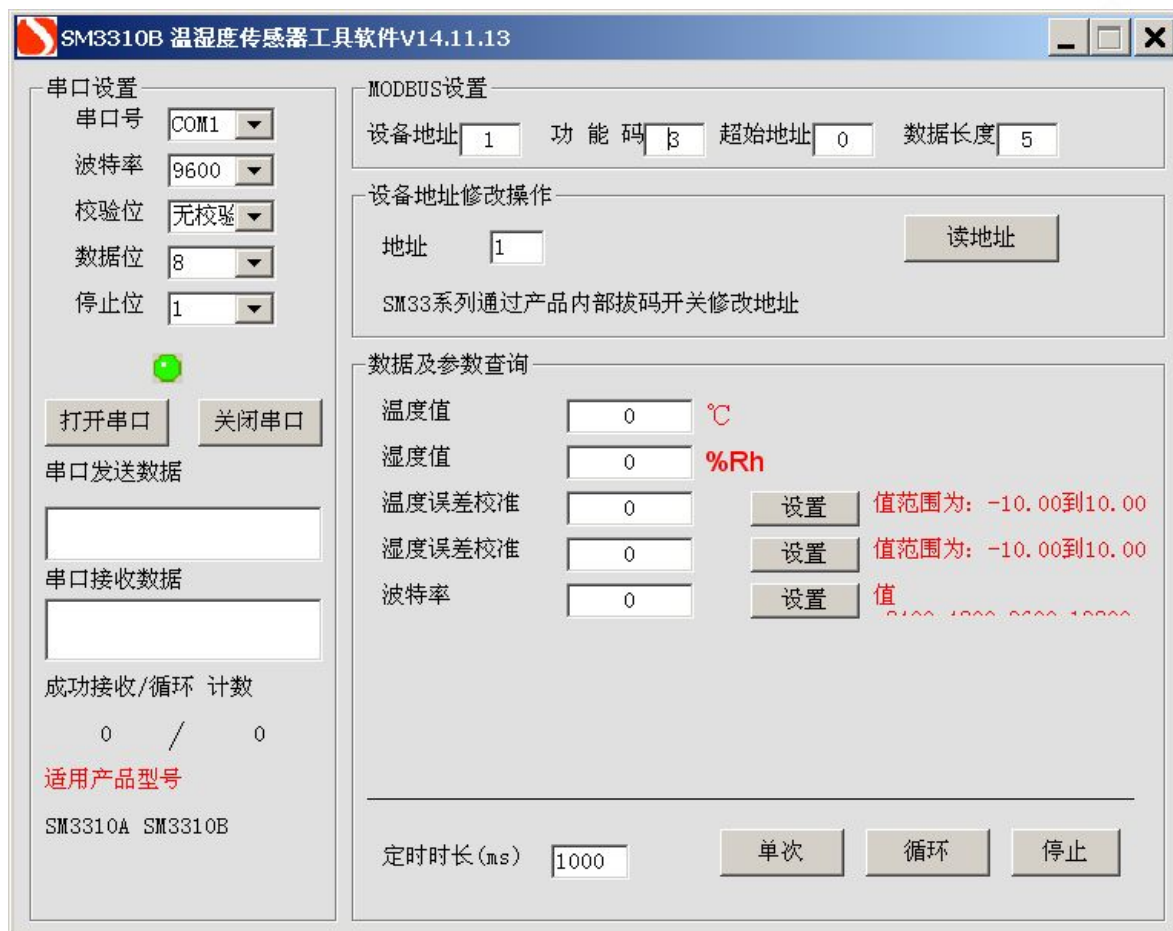 SM3310B 温湿度传感器工具软件V14.11.13
串口设置
串口号 COM1
波特率 9600
校验位 无校验
数据位 8
停止位 1
打开串口 关闭串口
串口发送数据
串口接收数据
成功接收/循环 计数
0 / 0
适用产品型号
SM3310A SM3310B
MODBUS设置
设备地址 1 功 能 码 3 超始地址 0 数据长度 5
设备地址修改操作
地址 1 读地址
SM33系列通过产品内部拔码开关修改地址
数据及参数查询
温度值 0 ℃
湿度值 0 %Rh
温度误差校准 0 设置 值范围为: -10.00到10.00
湿度误差校准 0 设置 值范围为: -10.00到10.00
波特率 0 设置 值
定时时长(ms) 1000 单次 循环 停止